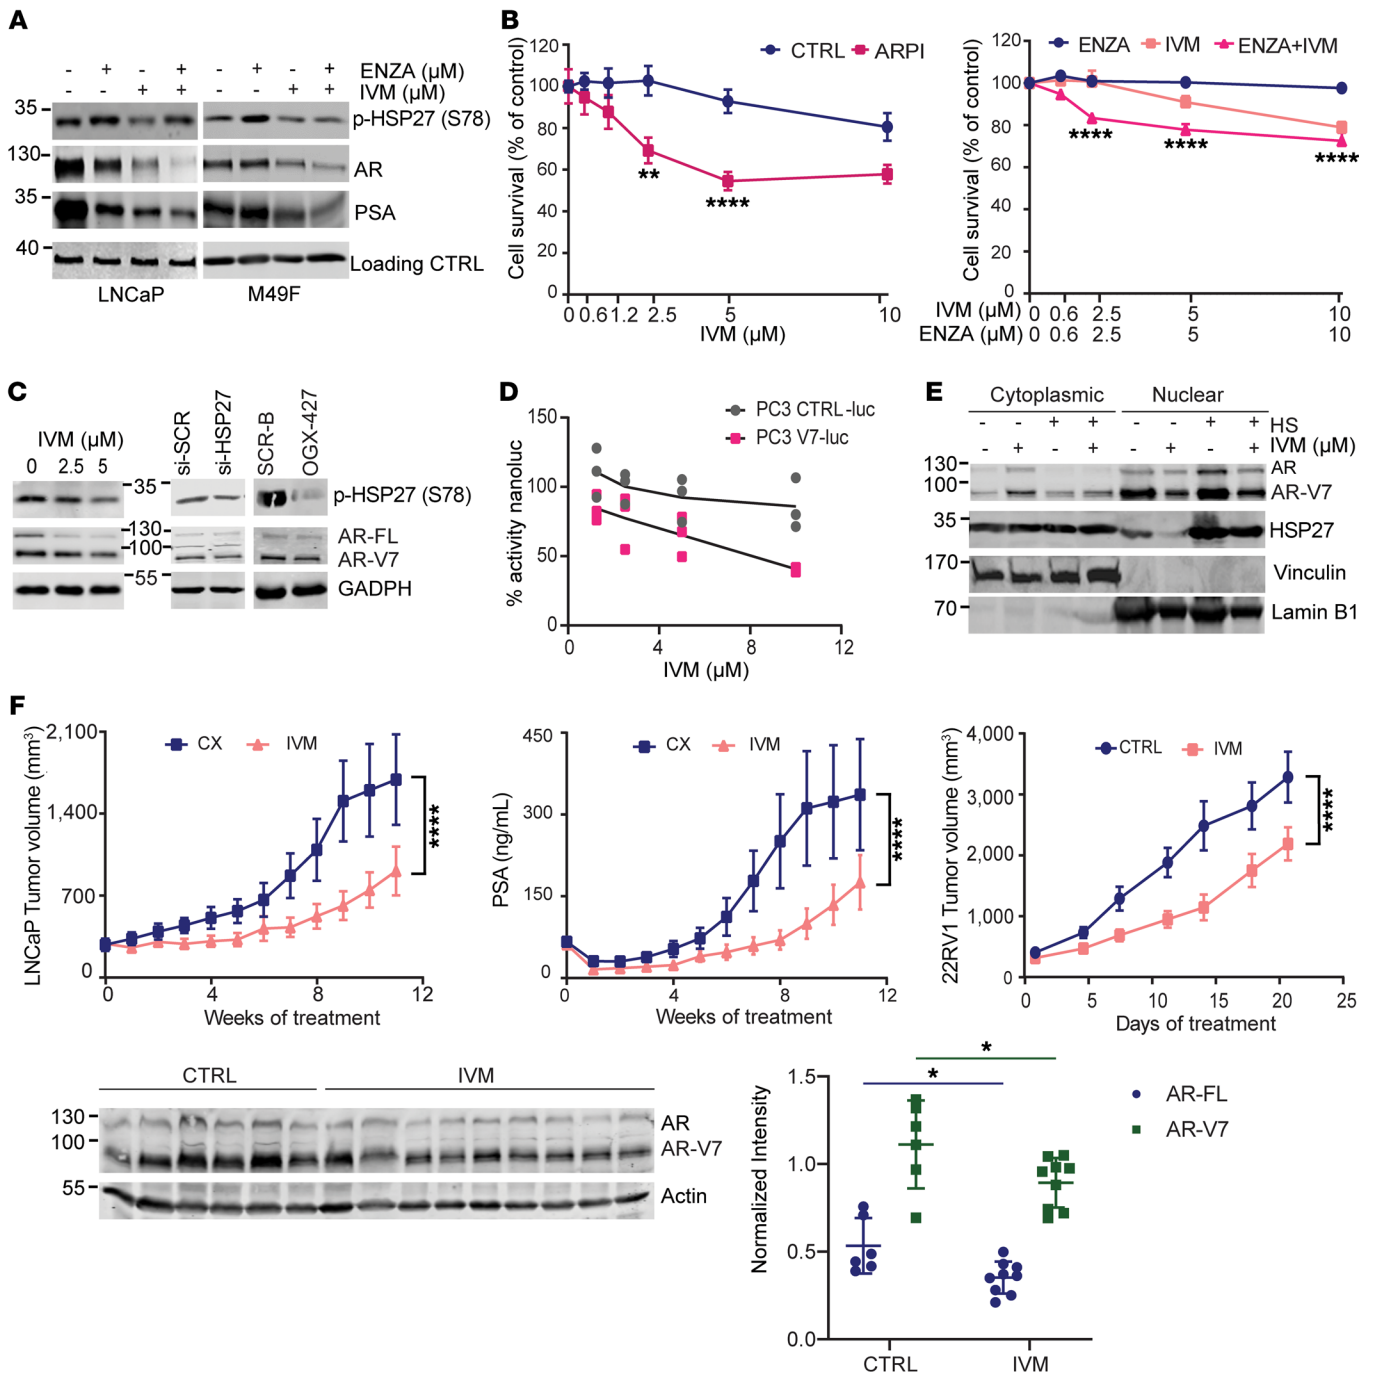 A
- + - + - + - + ENZA (µM)
- - + + - - + + IVM (µM)
35
p-HSP27 (S78)
130
AR
35
PSA
40
Loading CTRL
LNCaP M49F
B
CTRL ARPI
Cell survival (% of control)
120
100
80
60
40
20
0
**
****
0 0.6 1.2 2.5 5 10
IVM (µM)
ENZA IVM ENZA+IVM
Cell survival (% of control)
120
100
80
60
40
20
0
****
****
****
IVM (µM) 0 0.6 2.5 5 10
ENZA (µM) 0 0.6 2.5 5 10
C
IVM (µM)
0 2.5 5
si-SCR
si-HSP27
SCR-B
OGX-427
35
p-HSP27 (S78)
130
100
AR-FL
AR-V7
55
GADPH
D
PC3 CTRL-luc
PC3 V7-luc
% activity nanoluc
150
100
50
0
0 4 8 12
IVM (µM)
E
Cytoplasmic Nuclear
- - + + - - + + HS
- + - + - + - + IVM (µM)
130
100
AR
AR-V7
35
HSP27
170
Vinculin
70
Lamin B1
F
LNCaP Tumor volume (mm³)
2,100
1,400
700
0
CX IVM
****
0 4 8 12
Weeks of treatment
PSA (ng/mL)
450
300
150
0
CX IVM
****
0 4 8 12
Weeks of treatment
22RV1 Tumor volume (mm³)
4,000
3,000
2,000
1,000
0
CTRL IVM
****
0 5 10 15 20 25
Days of treatment
CTRL IVM
130
100
AR
AR-V7
55
Actin
Normalized Intensity
1.5
1.0
0.5
0.0
*
*
AR-FL
AR-V7
CTRL IVM